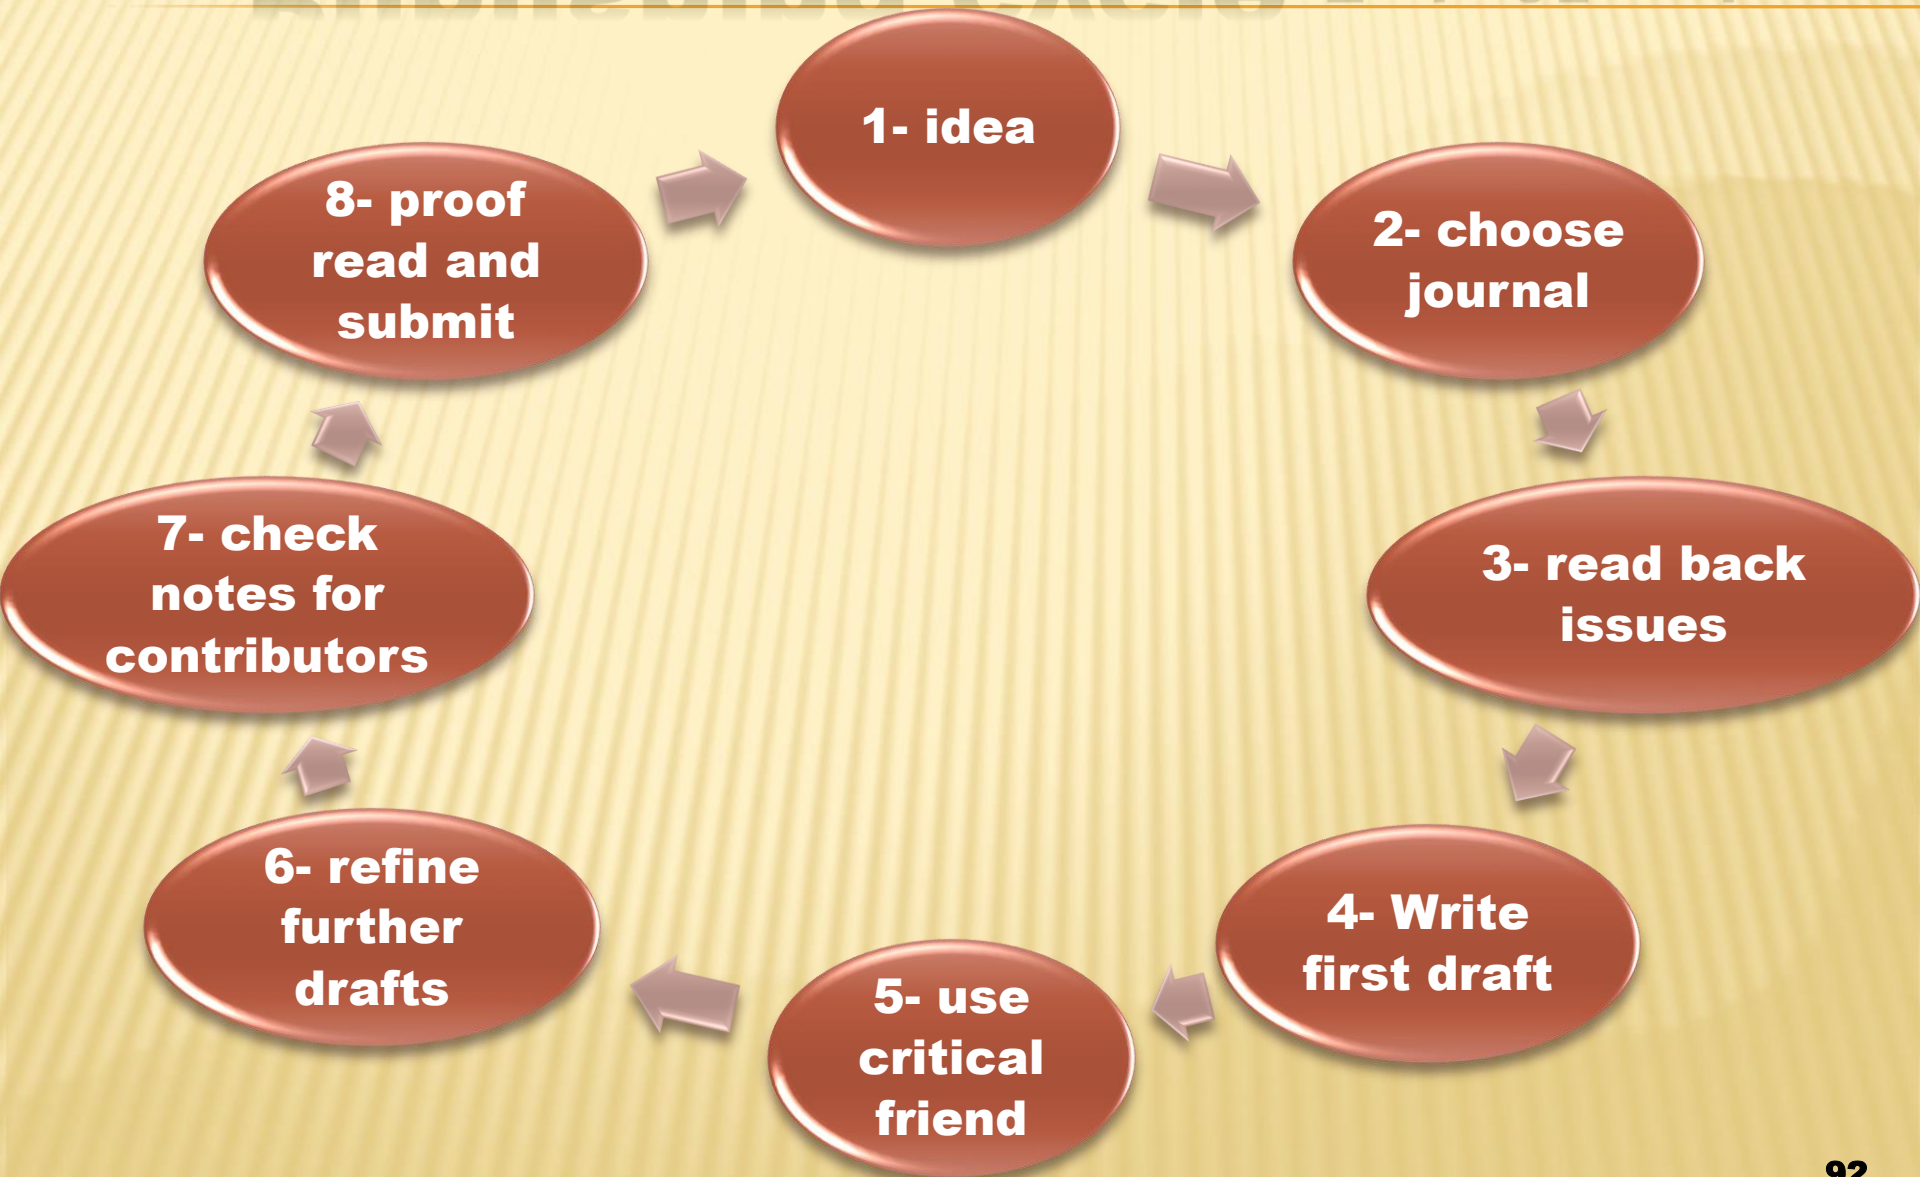 1- idea
2- choose
journal
3- read back
issues
4- Write
first draft
5- use
critical
friend
6- refine
further
drafts
7- check
notes for
contributors
8- proof
read and
submit
92